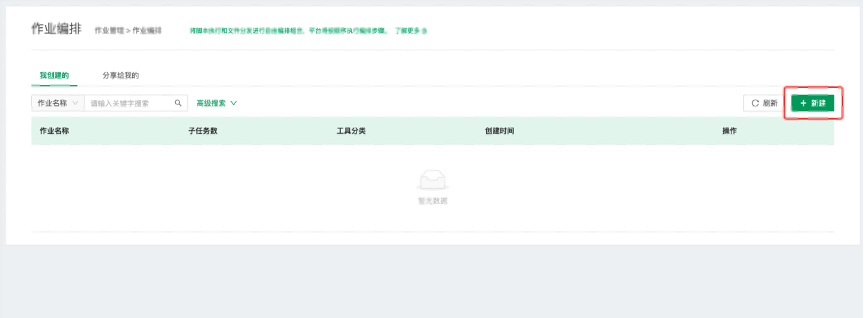 作业编排 作业管理 > 作业编排 将脚本执行和文件分发进行自由编排组合，平台将按顺序执行编排步骤。 了解更多
我创建的 分享给我的
作业名称 请输入关键字搜索 高级搜索 刷新 + 新建
作业名称 子任务数 工具分类 创建时间 操作
暂无数据